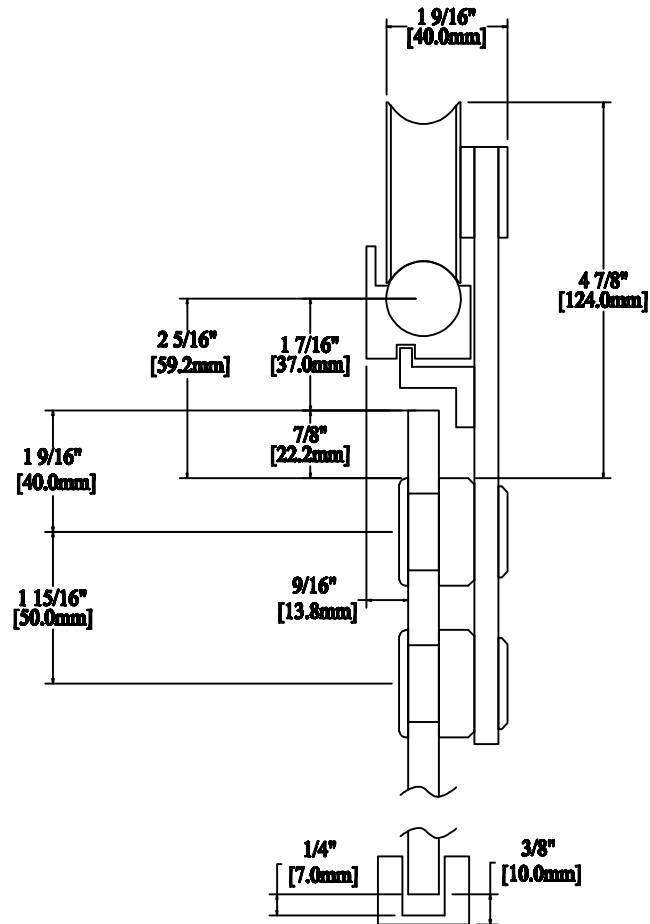 1 9/16"
[40.0mm]
4 7/8"
[124.0mm]
2 5/16"
[59.2mm]
1 7/16"
[37.0mm]
7/8"
[22.2mm]
1 9/16"
[40.0mm]
9/16"
[13.8mm]
1 15/16"
[50.0mm]
1/4"
[7.0mm]
3/8"
[10.0mm]